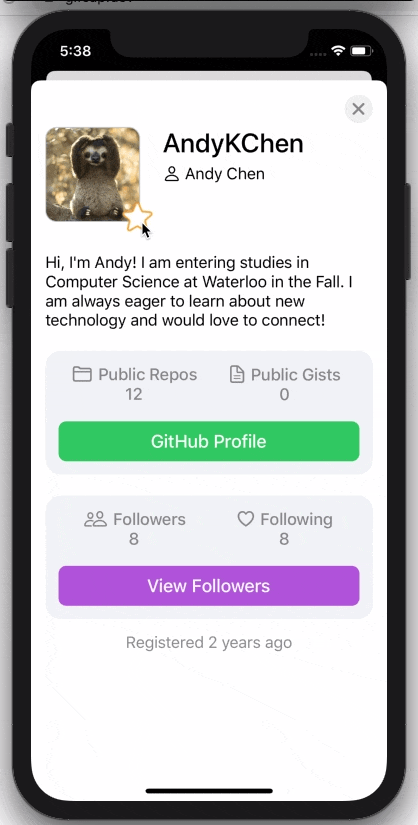 5:38
AndyKChen
Andy Chen
Hi, I'm Andy! I am entering studies in
Computer Science at Waterloo in the Fall. I
am always eager to learn about new
technology and would love to connect!
Public Repos
12
Public Gists
0
GitHub Profile
Followers
8
Following
8
View Followers
Registered 2 years ago